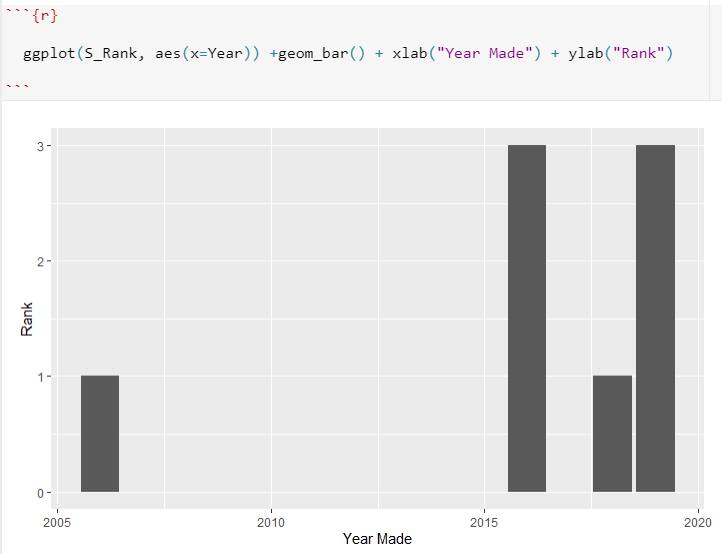 ```{r}
ggplot(S_Rank, aes(x=Year)) +geom_bar() + xlab("Year Made") + ylab("Rank")
```
3
2
1
0
Rank
2005 2010 2015 2020
Year Made